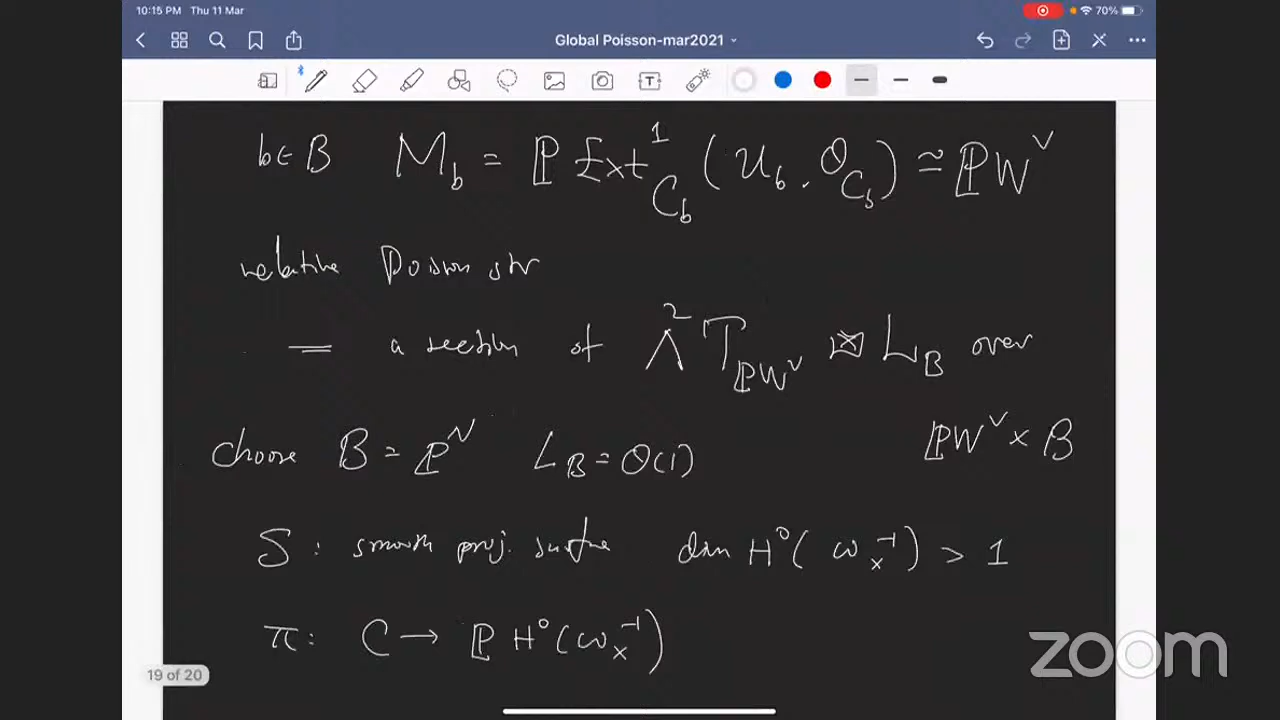 10:15 PM Thu 11 Mar
70%
Global Poisson-mar2021
b∈B M_b = ℙ Ext^1_{C_b} (U_b, O_{C_b}) ≃ ℙW^∨
relative Poisson str
= a section of Λ^2 T_{ℙW^∨} ⊠ L_B over
ℙW^∨ × B
choose B = ℙ^N L_B = O(1)
S : smooth proj. surface dim H^0( ω_x^{-1}) > 1
π: C → ℙ H^0(ω_x^{-1})
19 of 20
zoom